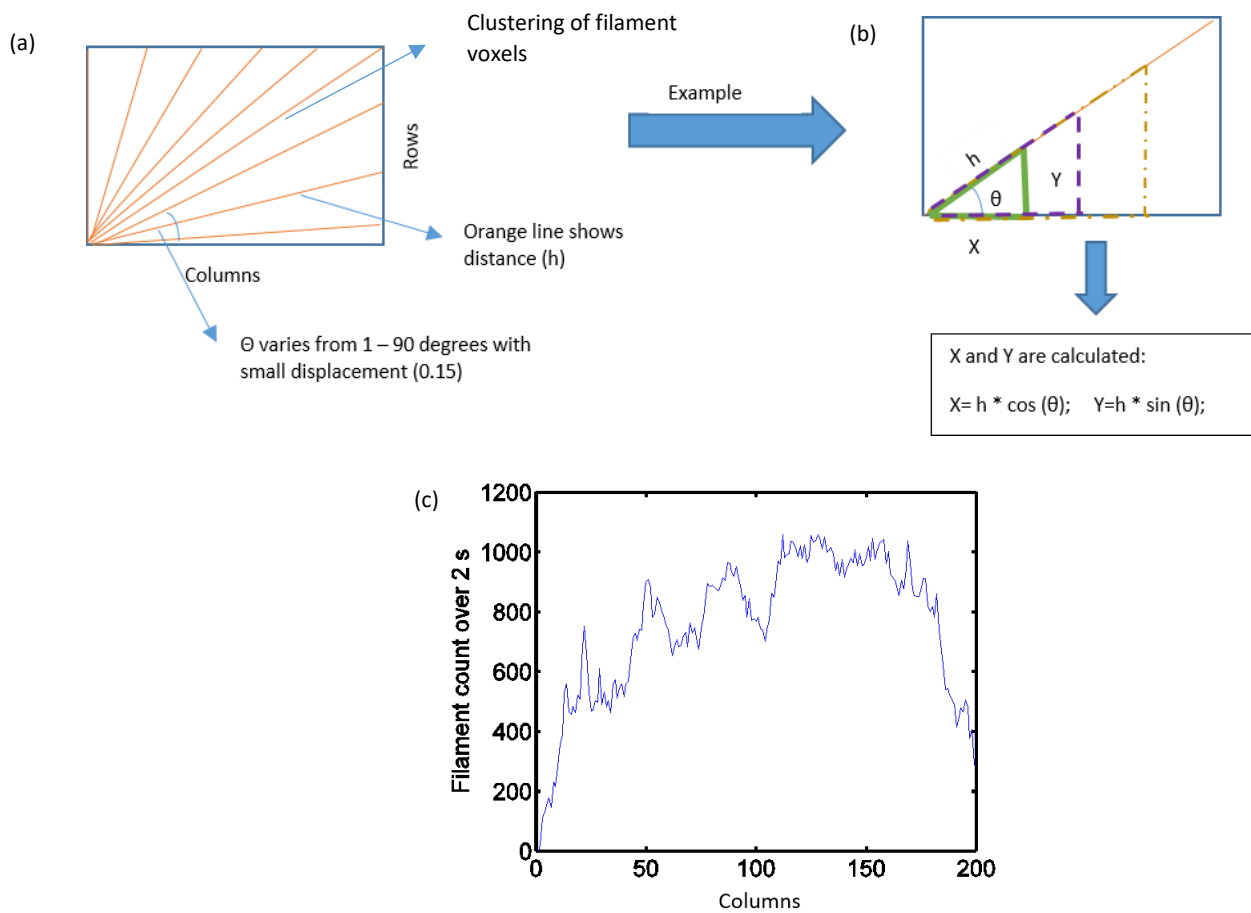 (a)
Clustering of filament
voxels
Rows
Columns
Orange line shows
distance (h)
Θ varies from 1 – 90 degrees with
small displacement (0.15)
Example
(b)
h
θ
Y
X
X and Y are calculated:
X= h * cos (θ); Y=h * sin (θ);
(c)
Filament count over 2 s
1200
1000
800
600
400
200
0
0 50 100 150 200
Columns